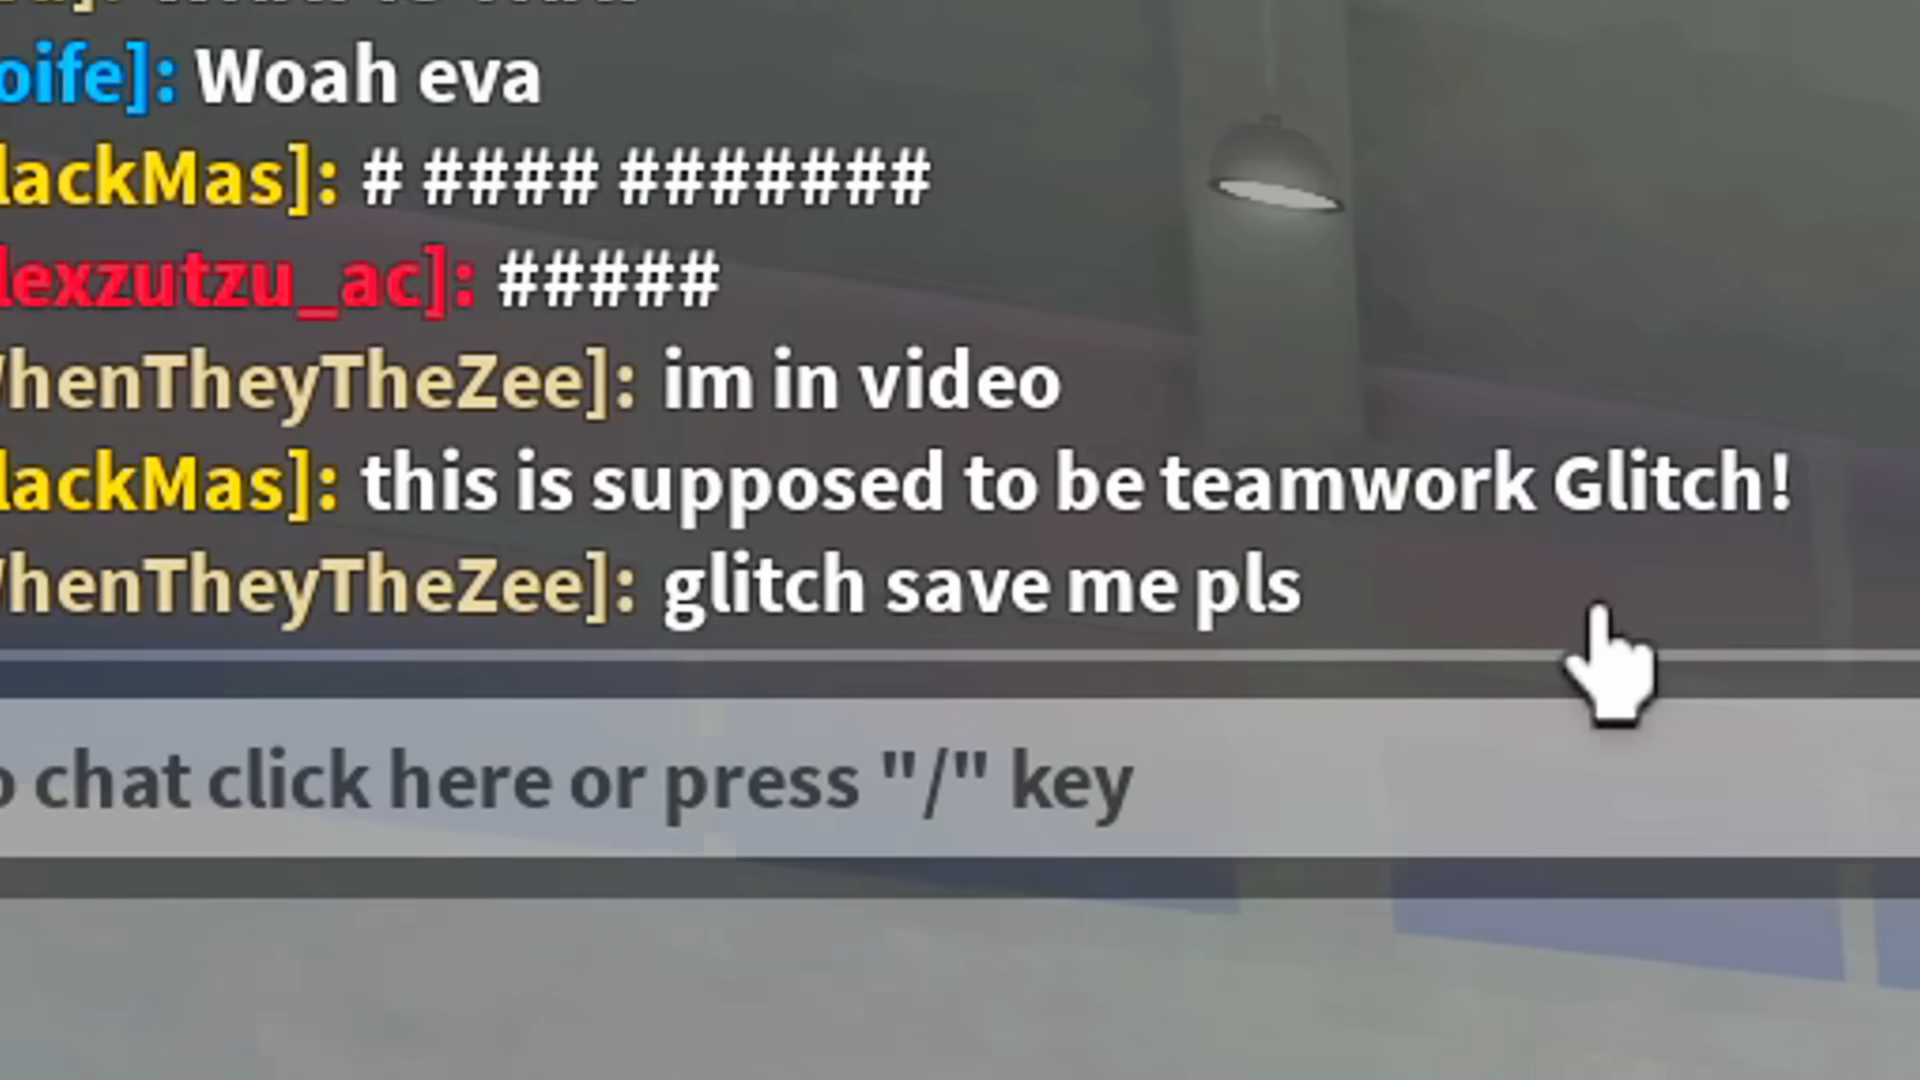 oife]: Woah eva
lackMas]: # #### #######
lexzutzu_ac]: #####
henTheyTheZee]: im in video
lackMas]: this is supposed to be teamwork Glitch!
henTheyTheZee]: glitch save me pls
chat click here or press "/" key